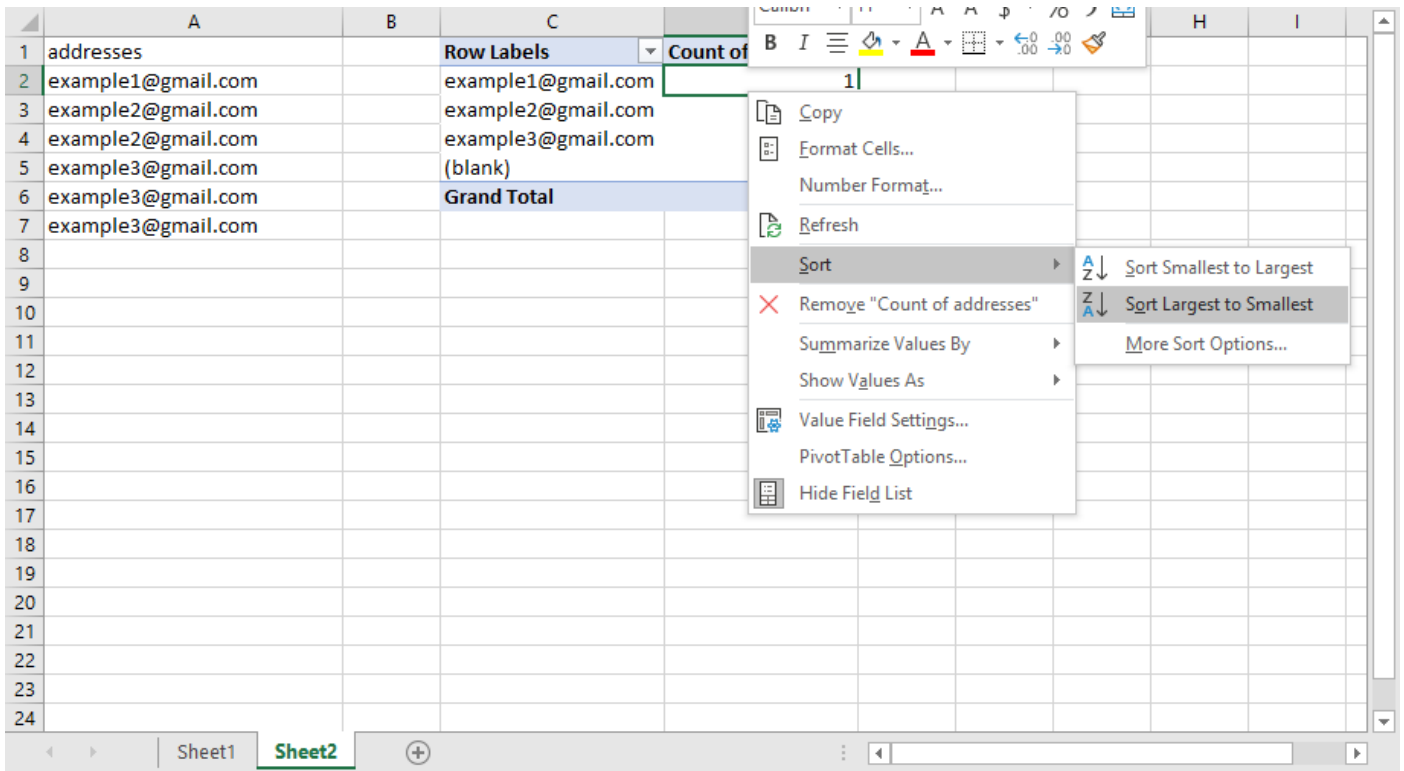 A B C H I
1 addresses Row Labels Count of
2 example1@gmail.com example1@gmail.com 1
3 example2@gmail.com example2@gmail.com
4 example2@gmail.com example3@gmail.com
5 example3@gmail.com (blank)
6 example3@gmail.com Grand Total
7 example3@gmail.com
8
9
10
11
12
13
14
15
16
17
18
19
20
21
22
23
24
B I A .00
Copy
Format Cells...
Number Format...
Refresh
Sort
Remove "Count of addresses"
Summarize Values By
Show Values As
Value Field Settings...
PivotTable Options...
Hide Field List
Sort Smallest to Largest
Sort Largest to Smallest
More Sort Options...
Sheet1 Sheet2